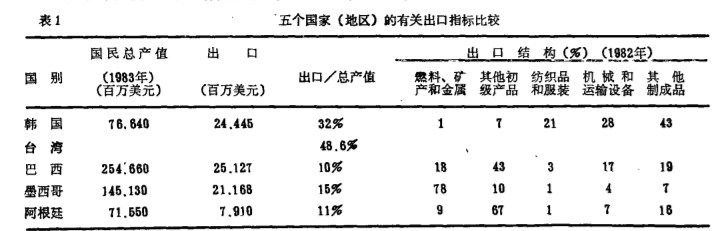 表1 五个国家（地区）的有关出口指标比较
国别 国民总产值 (1983年) (百万美元) 出口 (百万美元) 出口／总产值 出口结构(%) (1982年)
燃料、矿产和金属 其他初级产品 纺织品和服装 机械和运输设备 其他制成品
韩国 76.640 24.445 32% 1 7 21 28 43
台湾 48.6%
巴西 254.660 25.127 10% 18 43 3 17 19
墨西哥 145.130 21.168 15% 78 10 1 4 7
阿根廷 71.550 7.910 11% 9 67 1 7 16